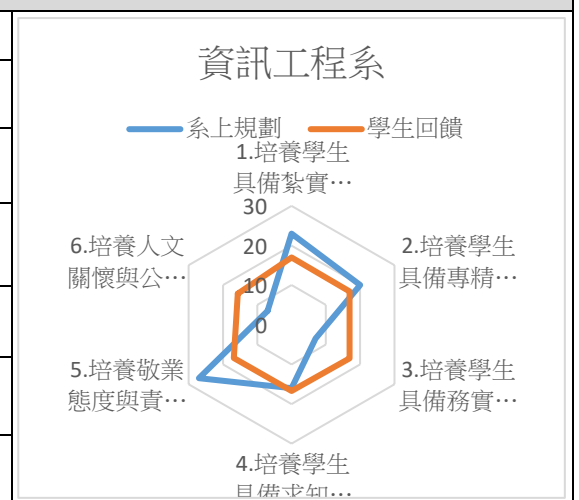 資訊工程系
系上規劃 學生回饋
1.培養學生
具備紮實…
30
20
10
0
2.培養學生
具備專精…
3.培養學生
具備務實…
4.培養學生
具備求知…
5.培養敬業
態度與責…
6.培養人文
關懷與公…